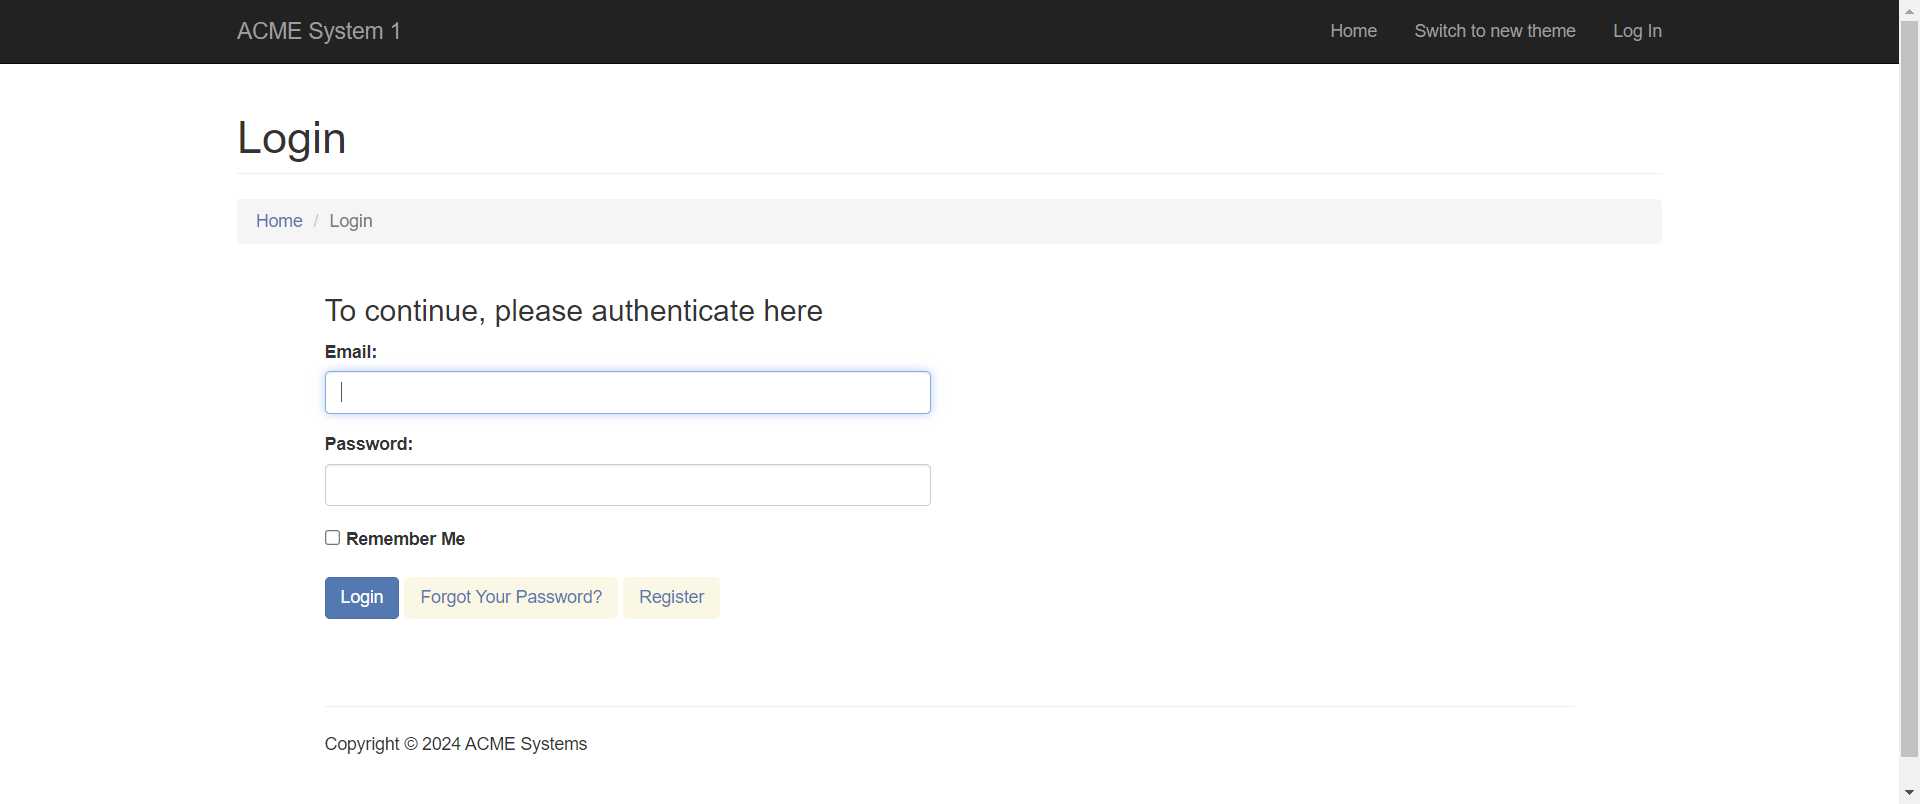 ACME System 1 Home Switch to new theme Log In
Login
Home / Login
To continue, please authenticate here
Email:
Password:
Remember Me
Login Forgot Your Password? Register
Copyright © 2024 ACME Systems